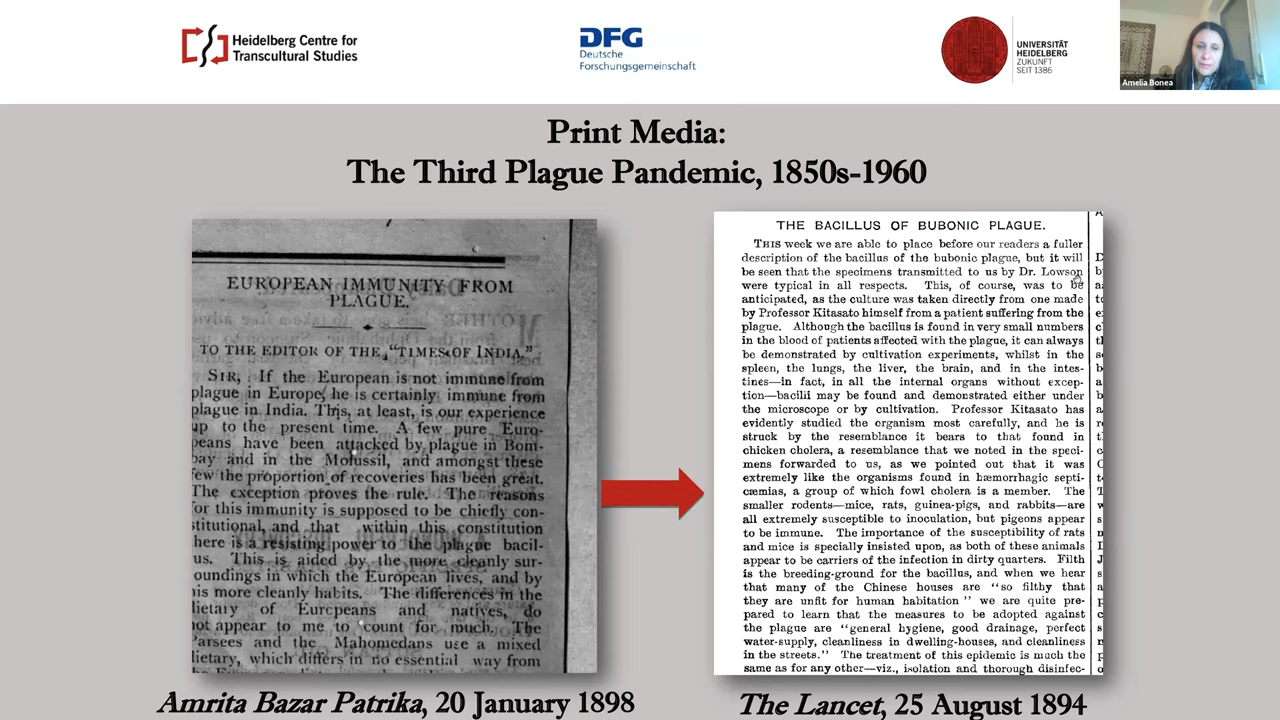 Heidelberg Centre for
Transcultural Studies
DFG
Deutsche
Forschungsgemeinschaft
UNIVERSITÄT
HEIDELBERG
ZUKUNFT
SEIT 1386
Amelia Bonea
Print Media:
The Third Plague Pandemic, 1850s-1960
EUROPEAN IMMUNITY FROM
PLAGUE.
TO THE EDITOR OF THE "TIMES OF INDIA."
SIR, If the European is not immune from
plague in Europe, he is certainly immune from
plague in India. This, at least, is our experience
up to the present time. A few pure Euro-
peans have been attacked by plague in Bom-
bay and in the Mofussil, and amongst these
few the proportion of recoveries has been great.
The exception proves the rule. The reasons
for this immunity is supposed to be chiefly con-
stitutional, and that within this constitution
here is a resisting power to the plague bacil-
us. This is aided by the more cleanly sur-
oundings in which the European lives, and by
his more cleanly habits. The differences in the
lietary of Europeans and natives, do
not appear to me to count for much. The
Parsees and the Mahomedans use a mixed
lietary, which differs in no essential way from
THE BACILLUS OF BUBONIC PLAGUE.
THIS week we are able to place before our readers a fuller
description of the bacillus of the bubonic plague, but it will
be seen that the specimens transmitted to us by Dr. Lowson
were typical in all respects. This, of course, was to be
anticipated, as the culture was taken directly from one made
by Professor Kitasato himself from a patient suffering from the
plague. Although the bacillus is found in very small numbers
in the blood of patients affected with the plague, it can always
be demonstrated by cultivation experiments, whilst in the
spleen, the lungs, the liver, the brain, and in the intes-
tines—in fact, in all the internal organs without excep-
tion—bacilli may be found and demonstrated either under
the microscope or by cultivation. Professor Kitasato has
evidently studied the organism most carefully, and he is
struck by the resemblance it bears to that found in
chicken cholera, a resemblance that we noted in the speci-
mens forwarded to us, as we pointed out that it was
extremely like the organisms found in hæmorrhagic septi-
cæmias, a group of which fowl cholera is a member. The
smaller rodents—mice, rats, guinea-pigs, and rabbits—are
all extremely susceptible to inoculation, but pigeons appear
to be immune. The importance of the susceptibility of rats
and mice is specially insisted upon, as both of these animals
appear to be carriers of the infection in dirty quarters. Filth
is the breeding-ground for the bacillus, and when we hear
that many of the Chinese houses are "so filthy that
they are unfit for human habitation" we are quite pre-
pared to learn that the measures to be adopted against
the plague are "general hygiene, good drainage, perfect
water-supply, cleanliness in dwelling-houses, and cleanliness
in the streets." The treatment of this epidemic is much the
same as for any other—viz., isolation and thorough disinfec-
Amrita Bazar Patrika, 20 January 1898
The Lancet, 25 August 1894